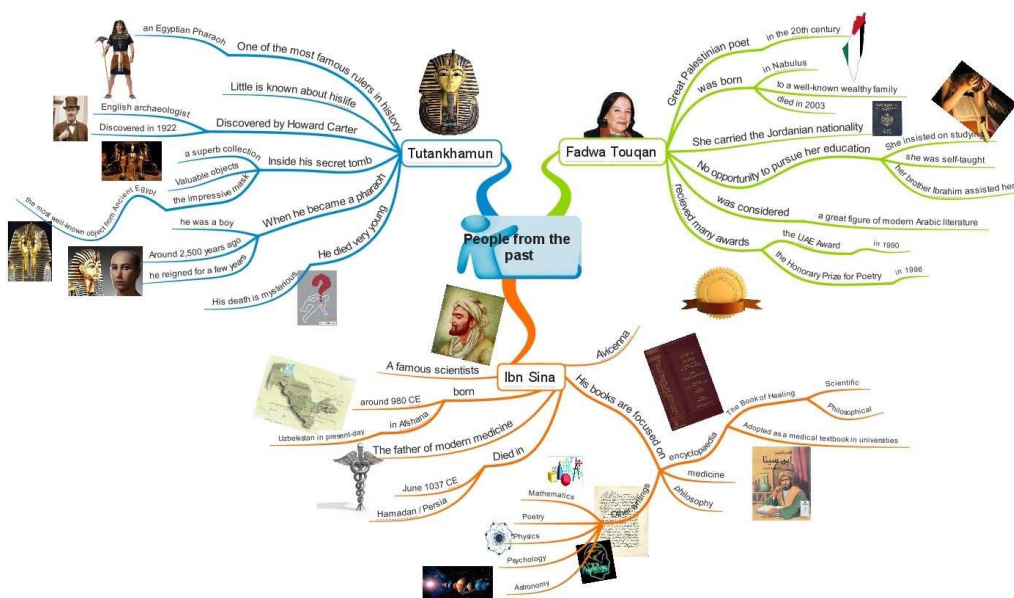 People from the
past
Tutankhamun
One of the most famous rulers in history
an Egyptian Pharaoh
Little is known about hislife
Discovered by Howard Carter
English archaeologist
Discovered in 1922
Inside his secret tomb
a superb collection
Valuable objects
the impressive mask
the most well-known object from Ancient Egypt
When he became a pharaoh
he was a boy
Around 2,500 years ago
he reigned for a few years
He died very young
His death is mysterious
Fadwa Touqan
Great Palestinian poet
in the 20th century
was born
in Nabulus
to a well-known wealthy family
died in 2003
She carried the Jordanian nationality
No opportunity to pursue her education
She insisted on studying
she was self-taught
her brother Ibrahim assisted her
was considered
a great figure of modern Arabic literature
recieved many awards
the UAE Award
in 1990
the Honorary Prize for Poetry
in 1996
Ibn Sina
Avicenna
A famous scientists
born
around 980 CE
in Afshana
Uzbekistan in present-day
The father of modern medicine
Died in
June 1037 CE
Hamadan / Persia
His books are focused on
encyclopaedia
The Book of Healing
Scientific
Philosophical
Adopted as a medical textbook in universities
medicine
philosophy
Other writings
Mathematics
Poetry
Physics
Psychology
Astronomy
ابن سينا